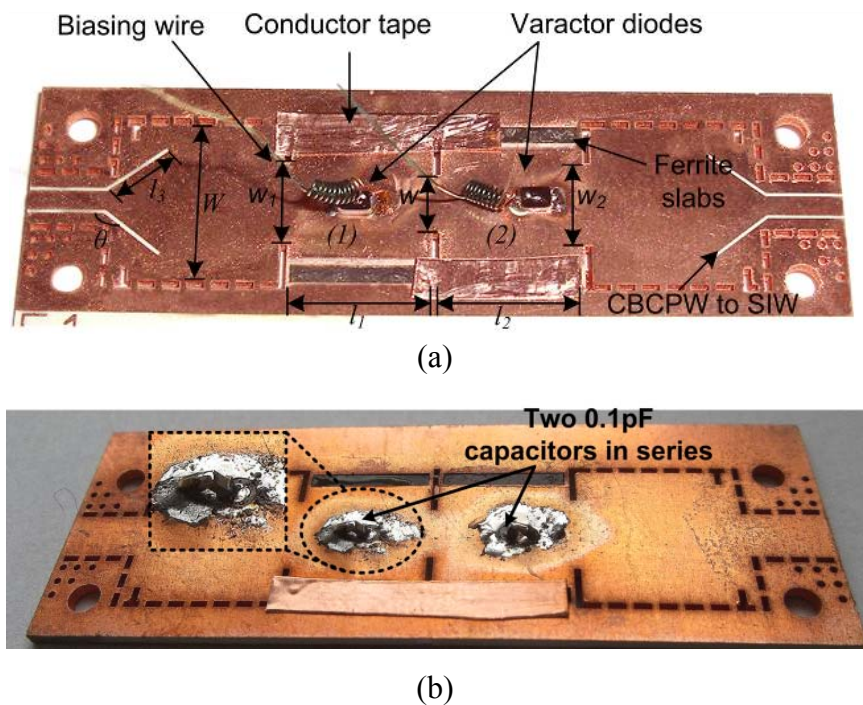 Biasing wire
Conductor tape
Varactor diodes
Ferrite
slabs
l3
W
w1
w
w2
θ
(1)
(2)
CBCPW to SIW
l1
l2
(a)
Two 0.1pF
capacitors in series
(b)